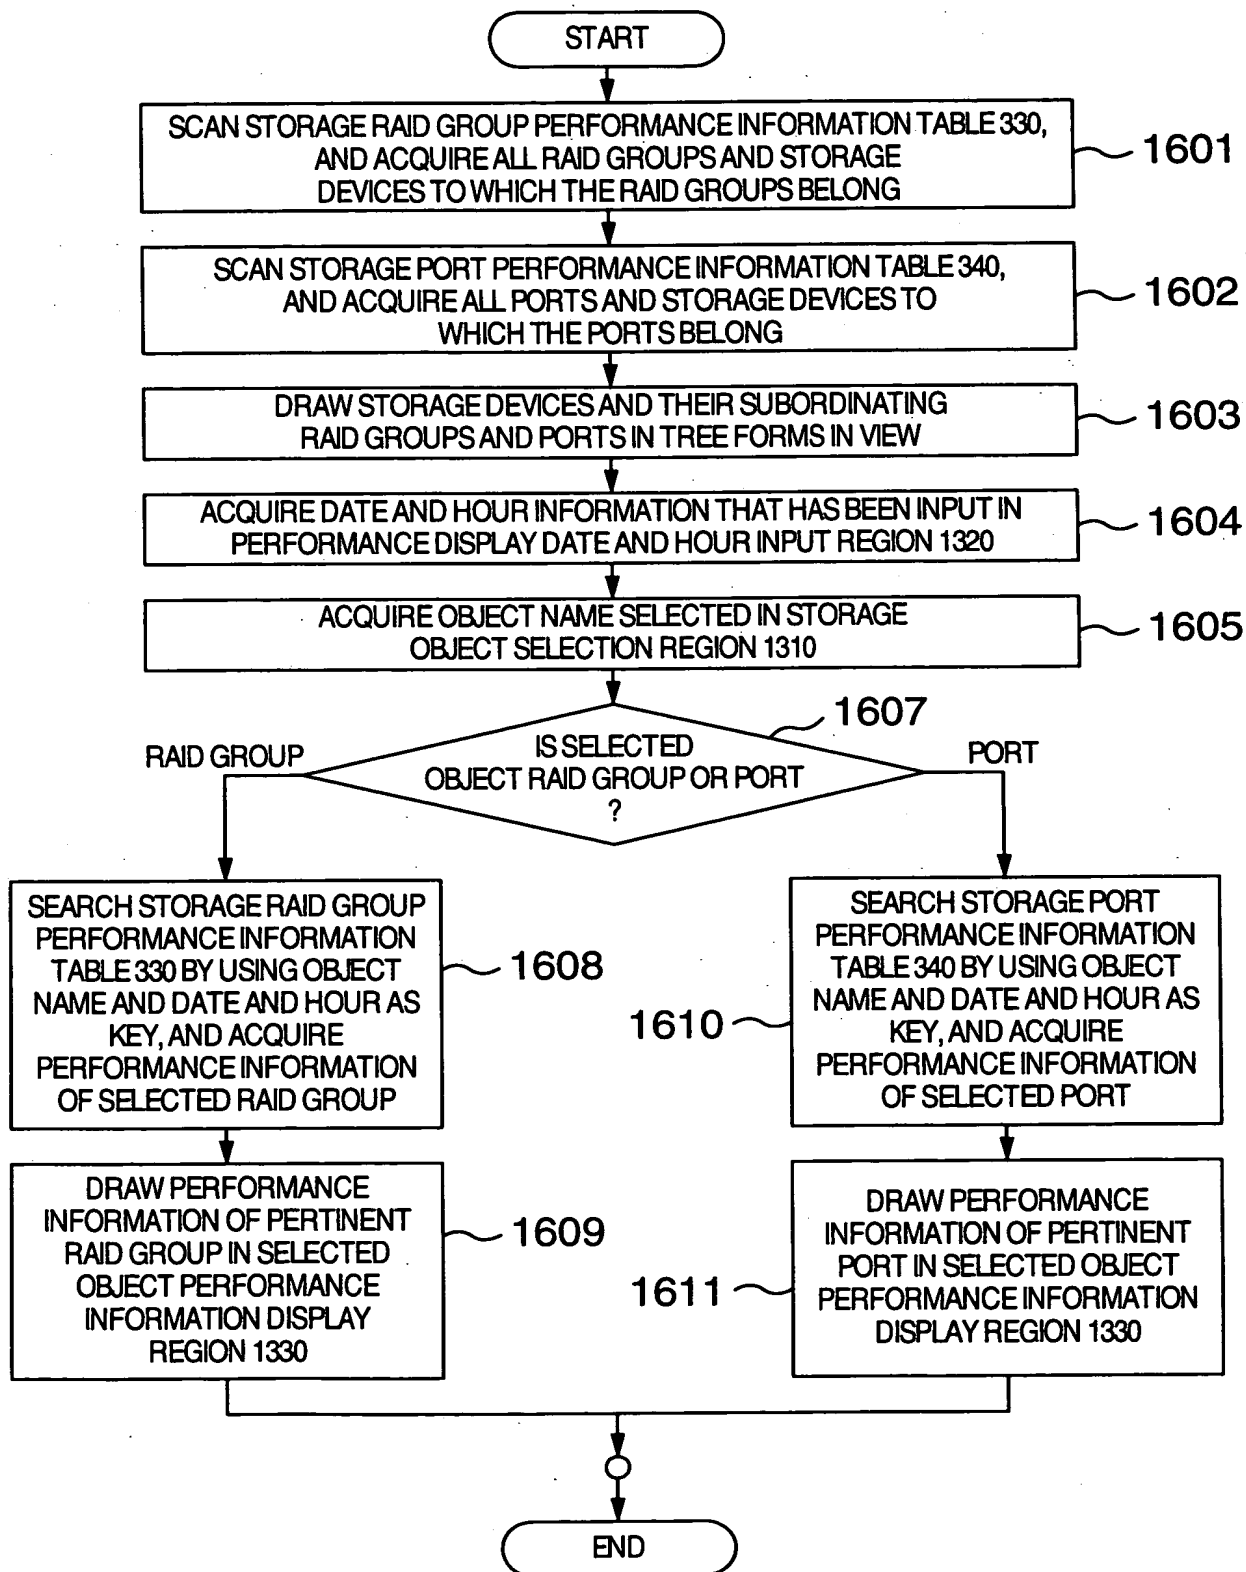 START
SCAN STORAGE RAID GROUP PERFORMANCE INFORMATION TABLE 330,
AND ACQUIRE ALL RAID GROUPS AND STORAGE
DEVICES TO WHICH THE RAID GROUPS BELONG
1601
SCAN STORAGE PORT PERFORMANCE INFORMATION TABLE 340,
AND ACQUIRE ALL PORTS AND STORAGE DEVICES TO
WHICH THE PORTS BELONG
1602
DRAW STORAGE DEVICES AND THEIR SUBORDINATING
RAID GROUPS AND PORTS IN TREE FORMS IN VIEW
1603
ACQUIRE DATE AND HOUR INFORMATION THAT HAS BEEN INPUT IN
PERFORMANCE DISPLAY DATE AND HOUR INPUT REGION 1320
1604
ACQUIRE OBJECT NAME SELECTED IN STORAGE
OBJECT SELECTION REGION 1310
1605
1607
IS SELECTED
OBJECT RAID GROUP OR PORT
?
RAID GROUP
PORT
SEARCH STORAGE RAID GROUP
PERFORMANCE INFORMATION
TABLE 330 BY USING OBJECT
NAME AND DATE AND HOUR AS
KEY, AND ACQUIRE
PERFORMANCE INFORMATION
OF SELECTED RAID GROUP
1608
SEARCH STORAGE PORT
PERFORMANCE INFORMATION
TABLE 340 BY USING OBJECT
NAME AND DATE AND HOUR AS
KEY, AND ACQUIRE
PERFORMANCE INFORMATION
OF SELECTED PORT
1610
DRAW PERFORMANCE
INFORMATION OF PERTINENT
RAID GROUP IN SELECTED
OBJECT PERFORMANCE
INFORMATION DISPLAY
REGION 1330
1609
DRAW PERFORMANCE
INFORMATION OF PERTINENT
PORT IN SELECTED OBJECT
PERFORMANCE INFORMATION
DISPLAY REGION 1330
1611
END